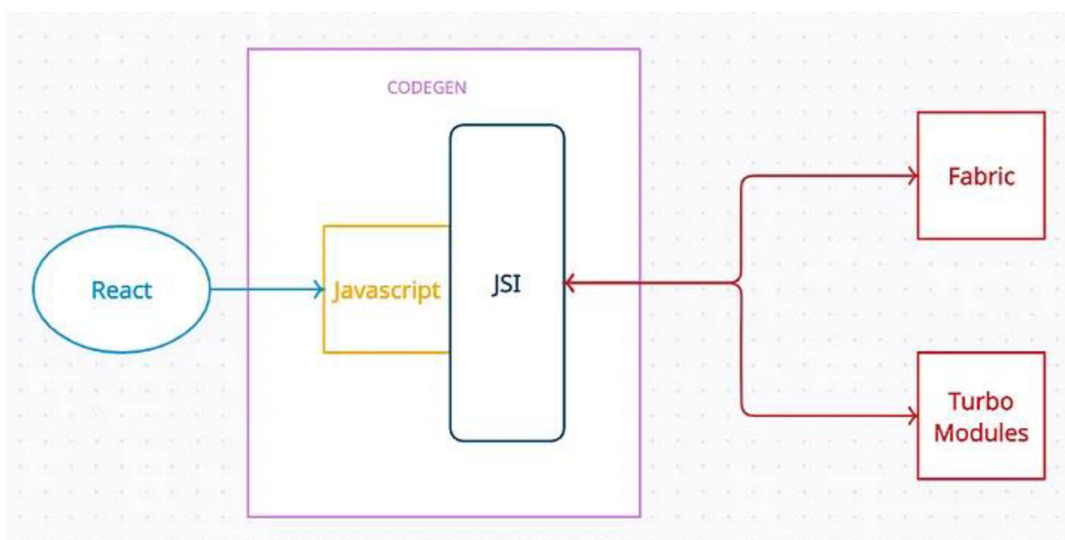 CODEGEN
React
Javascript
JSI
Fabric
Turbo
Modules